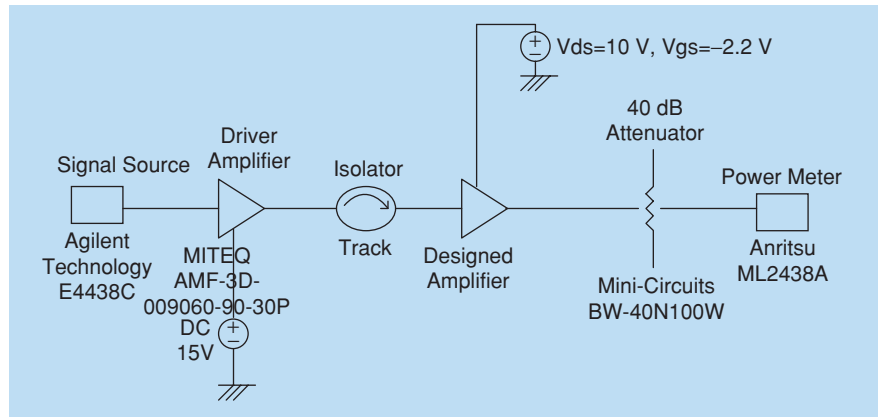 Vds=10 V, Vgs=−2.2 V
40 dB
Attenuator
Driver
Amplifier
Signal Source
Isolator
Power Meter
Agilent
Technology
E4438C
MITEQ
AMF-3D-
009060-90-30P
DC
15V
Track
Designed
Amplifier
Mini-Circuits
BW-40N100W
Anritsu
ML2438A